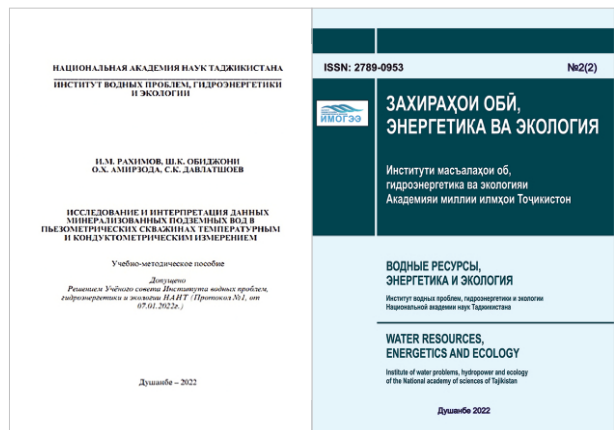 НАЦИОНАЛЬНАЯ АКАДЕМИЯ НАУК ТАДЖИКИСТАНА
ИНСТИТУТ ВОДНЫХ ПРОБЛЕМ, ГИДРОЭНЕРГЕТИКИ
И ЭКОЛОГИИ
И.М. РАХИМОВ, Ш.К. ОБИДЖОНИ
О.Х. АМИРЗОДА, С.К. ДАВЛАТШОЕВ
ИССЛЕДОВАНИЕ И ИНТЕРПРЕТАЦИЯ ДАННЫХ
МИНЕРАЛИЗОВАННЫХ ПОДЗЕМНЫХ ВОД В
ПЬЕЗОМЕТРИЧЕСКИХ СКВАЖИНАХ ТЕМПЕРАТУРНЫМ
И КОНДУКТОМЕТРИЧЕСКИМ ИЗМЕРЕНИЕМ
Учебно-методическое пособие
Допущено
Решением Учёного совети Института водных проблем,
гидроэнергетики и экологии НАНТ (Протокол №1, от
07.01.2022г.)
Душанбе – 2022
ISSN: 2789-0953 №2(2)
ИМОГЭЭ
ЗАХИРАҲОИ ОБӢ,
ЭНЕРГЕТИКА ВА ЭКОЛОГИЯ
Институти масъалаҳои об,
гидроэнергетика ва экологияи
Академияи миллии илмҳои Тоҷикистон
ВОДНЫЕ РЕСУРСЫ,
ЭНЕРГЕТИКА И ЭКОЛОГИЯ
Институт водных проблем, гидроэнергетики и экологии
Национальной академии наук Таджикистана
WATER RESOURCES,
ENERGETICS AND ECOLOGY
Institute of water problems, hydropower and ecology
of the National academy of sciences of Tajikistan
Душанбе 2022